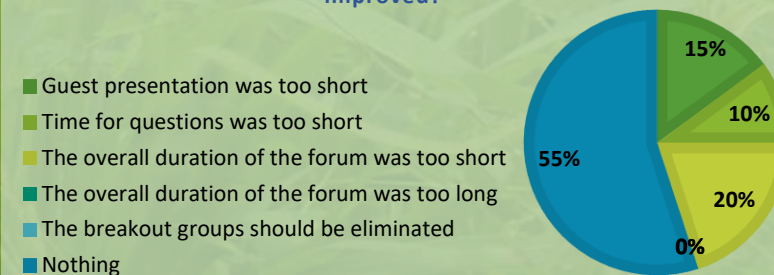 improved?
Guest presentation was too short
Time for questions was too short
The overall duration of the forum was too short
The overall duration of the forum was too long
The breakout groups should be eliminated
Nothing
15%
10%
20%
0%
55%